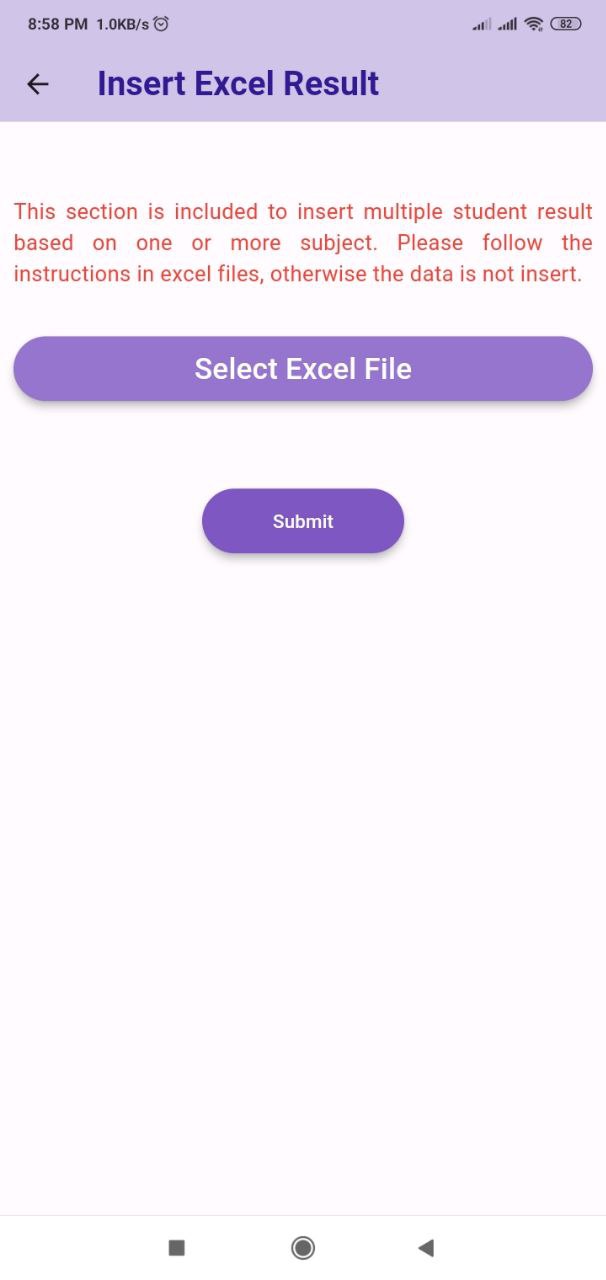 8:58 PM 1.0KB/s 82
Insert Excel Result
This section is included to insert multiple student result
based on one or more subject. Please follow the
instructions in excel files, otherwise the data is not insert.
Select Excel File
Submit